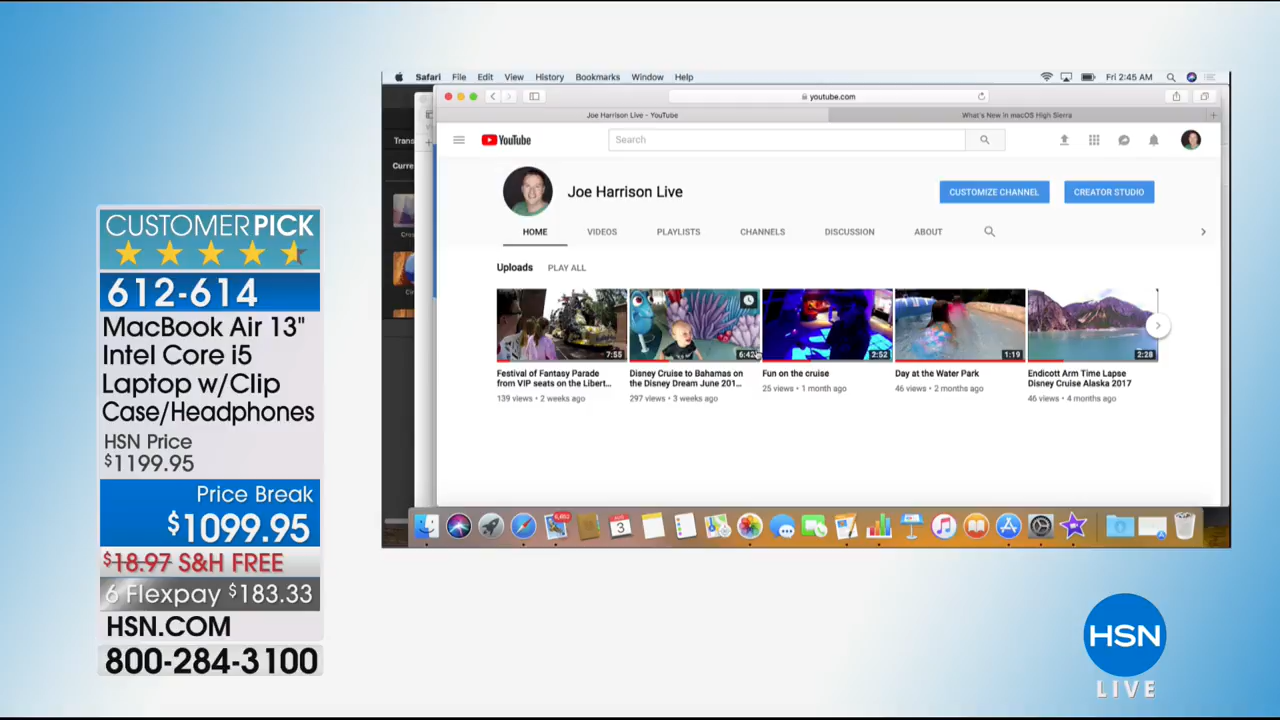 CUSTOMER PICK
612-614
MacBook Air 13"
Intel Core i5
Laptop w/Clip
Case/Headphones
HSN Price
$1199.95
Price Break
$1099.95
$18.97 S&H FREE
6 Flexpay $183.33
HSN.COM
800-284-3100
Safari File Edit View History Bookmarks Window Help
Fri 2:45 AM
youtube.com
Joe Harrison Live - YouTube
What's New in macOS High Sierra
Trans
Curre
YouTube
Search
Joe Harrison Live
CUSTOMIZE CHANNEL
CREATOR STUDIO
HOME VIDEOS PLAYLISTS CHANNELS DISCUSSION ABOUT
Uploads PLAY ALL
7:55
6:42
2:52
1:19
2:28
Festival of Fantasy Parade
from VIP seats on the Libert...
139 views • 2 weeks ago
Disney Cruise to Bahamas on
the Disney Dream June 201...
297 views • 3 weeks ago
Fun on the cruise
25 views • 1 month ago
Day at the Water Park
46 views • 2 months ago
Endicott Arm Time Lapse
Disney Cruise Alaska 2017
46 views • 4 months ago
3
HSN
LIVE